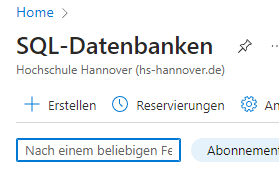 Home
SQL-Datenbanken
Hochschule Hannover (hs-hannover.de)
Erstellen Reservierungen An
Nach einem beliebigen Fe Abonnement